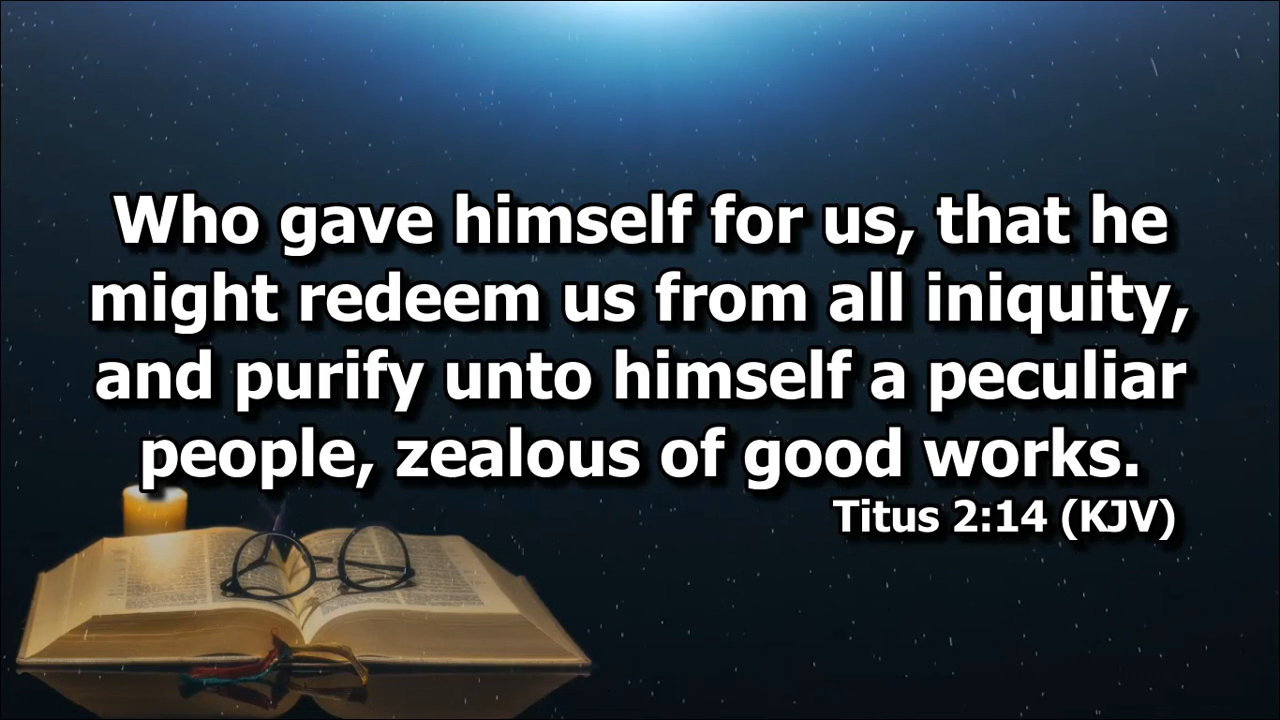 Who gave himself for us, that he
might redeem us from all iniquity,
and purify unto himself a peculiar
people, zealous of good works.
Titus 2:14 (KJV)